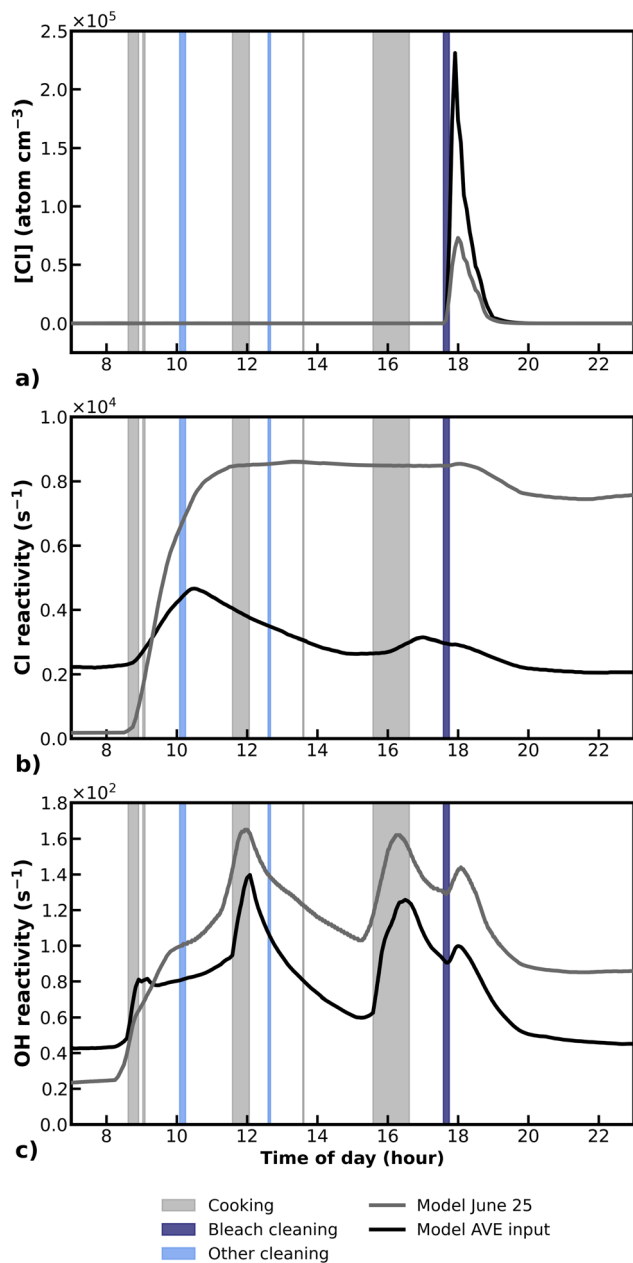 ×10⁵
2.5
2.0
1.5
1.0
0.5
0.0
[Cl] (atom cm⁻³)
8 10 12 14 16 18 20 22
a)
×10⁴
1.0
0.8
0.6
0.4
0.2
0.0
Cl reactivity (s⁻¹)
8 10 12 14 16 18 20 22
b)
×10²
1.8
1.6
1.4
1.2
1.0
0.8
0.6
0.4
0.2
0.0
OH reactivity (s⁻¹)
8 10 12 14 16 18 20 22
c)
Time of day (hour)
Cooking
Bleach cleaning
Other cleaning
Model June 25
Model AVE input